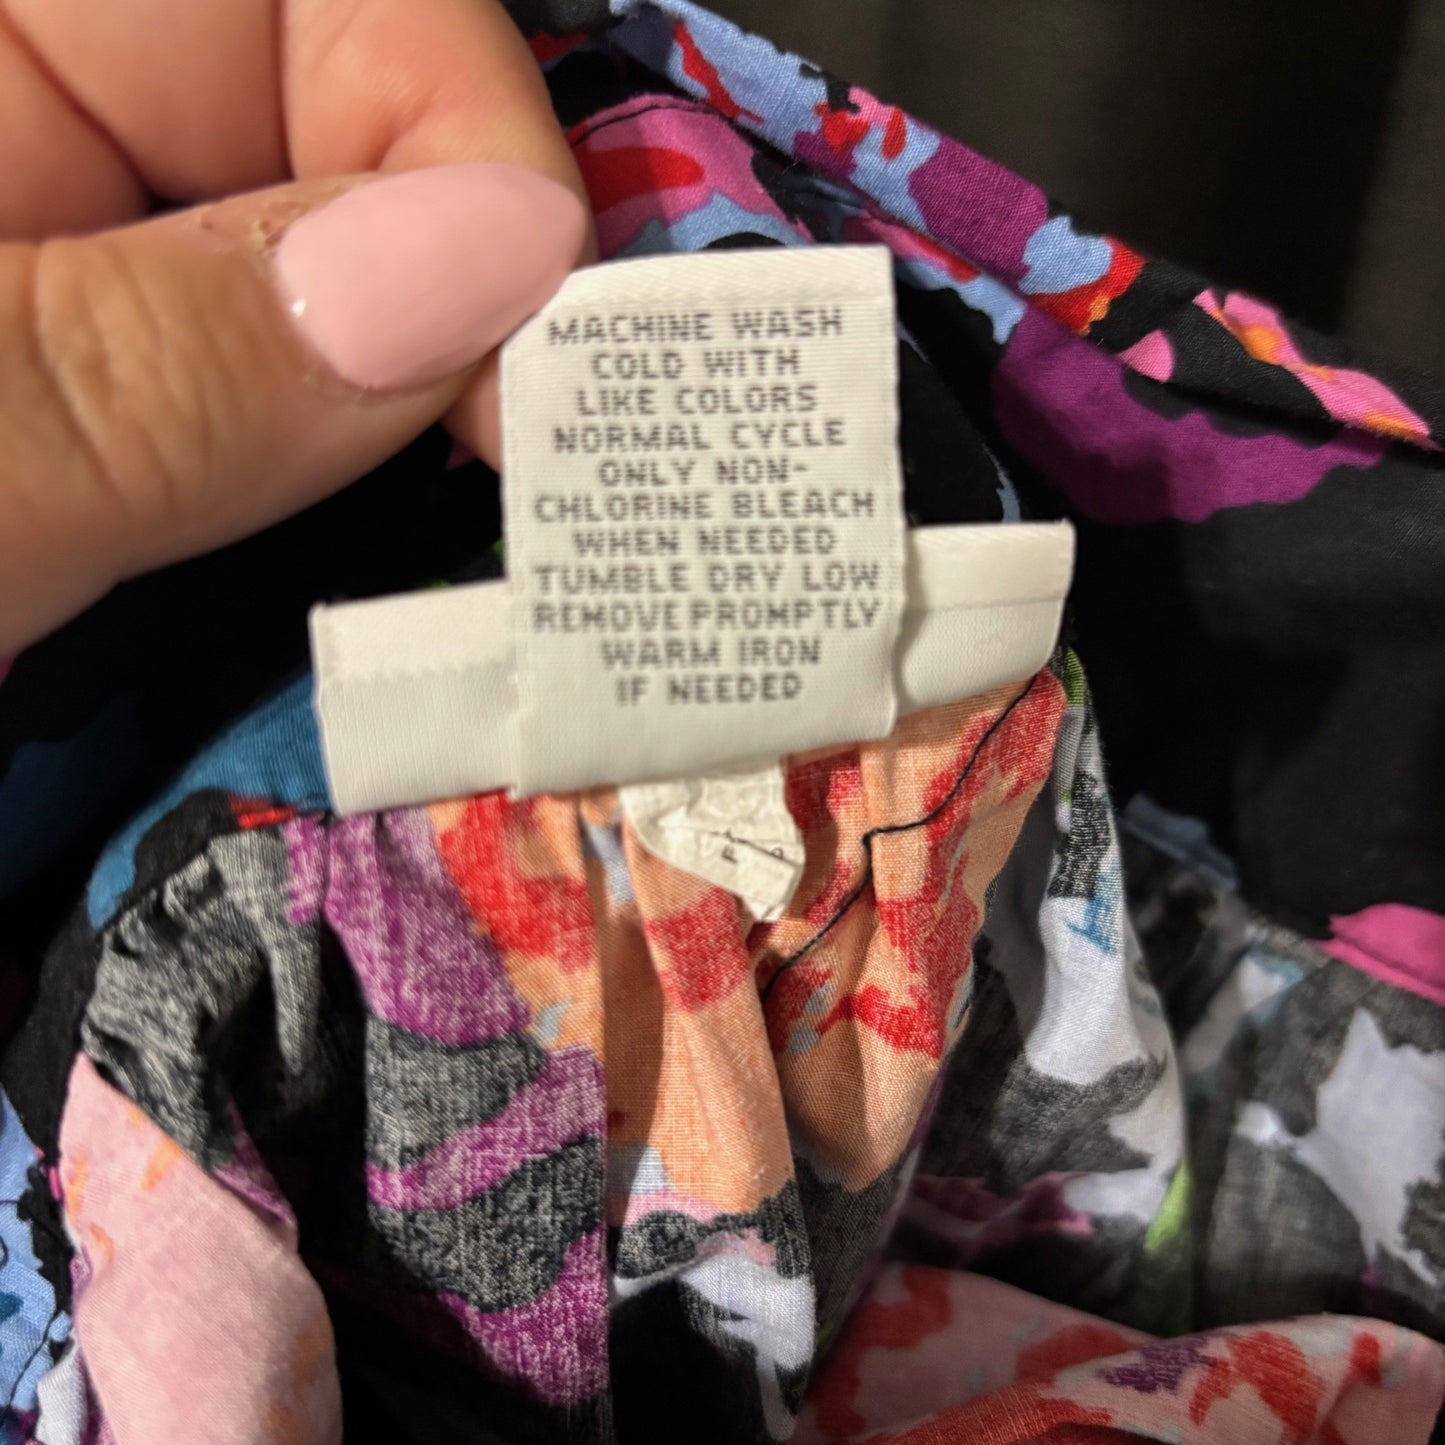 MACHINE WASH
COLD WITH
LIKE COLORS
NORMAL CYCLE
ONLY NON-
CHLORINE BLEACH
WHEN NEEDED
TUMBLE DRY LOW
REMOVE PROMPTLY
WARM IRON
IF NEEDED